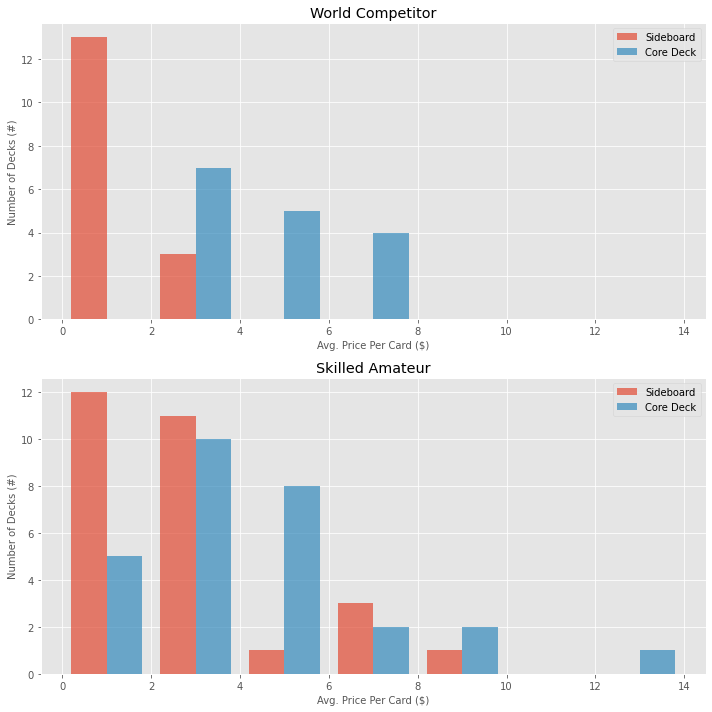 World Competitor
Sideboard
Core Deck
Number of Decks (#)
12
10
8
6
4
2
0
0 2 4 6 8 10 12 14
Avg. Price Per Card ($)
Skilled Amateur
Sideboard
Core Deck
Number of Decks (#)
12
10
8
6
4
2
0
0 2 4 6 8 10 12 14
Avg. Price Per Card ($)